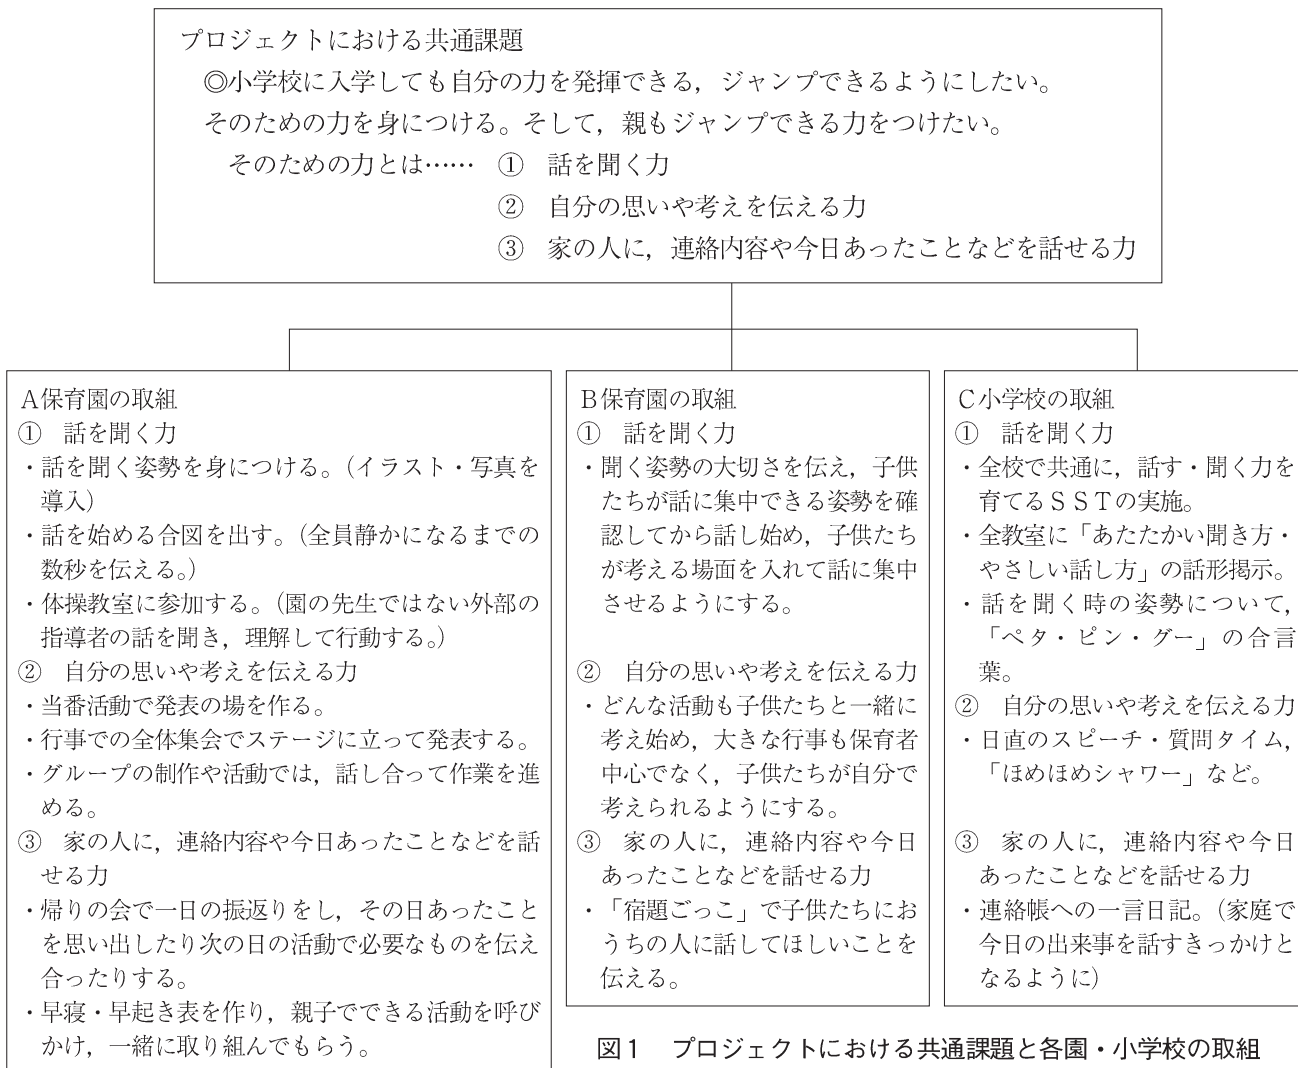 プロジェクトにおける共通課題
◎小学校に入学しても自分の力を発揮できる，ジャンプできるようにしたい。
そのための力を身につける。そして，親もジャンプできる力をつけたい。
そのための力とは…… ①　話を聞く力
②　自分の思いや考えを伝える力
③　家の人に，連絡内容や今日あったことなどを話せる力
Ａ保育園の取組
①　話を聞く力
・話を聞く姿勢を身につける。（イラスト・写真を
導入）
・話を始める合図を出す。（全員静かになるまでの
数秒を伝える。）
・体操教室に参加する。（園の先生ではない外部の
指導者の話を聞き，理解して行動する。）
②　自分の思いや考えを伝える力
・当番活動で発表の場を作る。
・行事での全体集会でステージに立って発表する。
・グループの制作や活動では，話し合って作業を進
める。
③　家の人に，連絡内容や今日あったことなどを話
せる力
・帰りの会で一日の振返りをし，その日あったこと
を思い出したり次の日の活動で必要なものを伝え
合ったりする。
・早寝・早起き表を作り，親子でできる活動を呼び
かけ，一緒に取り組んでもらう。
Ｂ保育園の取組
①　話を聞く力
・聞く姿勢の大切さを伝え，子供
たちが話に集中できる姿勢を確
認してから話し始め，子供たち
が考える場面を入れて話に集中
させるようにする。
②　自分の思いや考えを伝える力
・どんな活動も子供たちと一緒に
考え始め，大きな行事も保育者
中心でなく，子供たちが自分で
考えられるようにする。
③　家の人に，連絡内容や今日
あったことなどを話せる力
・「宿題ごっこ」で子供たちにお
うちの人に話してほしいことを
伝える。
Ｃ小学校の取組
①　話を聞く力
・全校で共通に，話す・聞く力を
育てるＳＳＴの実施。
・全教室に「あたたかい聞き方・
やさしい話し方」の話形掲示。
・話を聞く時の姿勢について，
「ペタ・ピン・グー」の合言
葉。
②　自分の思いや考えを伝える力
・日直のスピーチ・質問タイム，
「ほめほめシャワー」など。
③　家の人に，連絡内容や今日
あったことなどを話せる力
・連絡帳への一言日記。（家庭で
今日の出来事を話すきっかけと
なるように）
図1　プロジェクトにおける共通課題と各園・小学校の取組